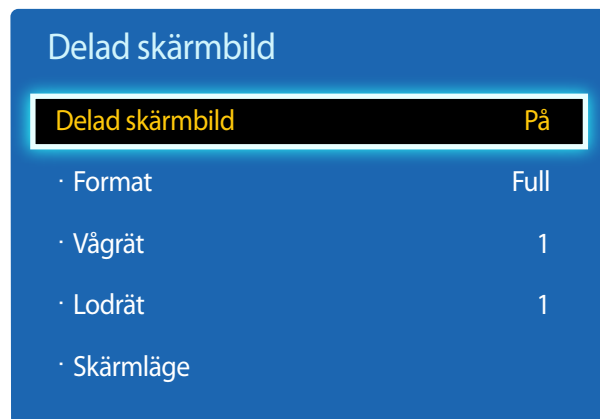 Delad skärmbild
Delad skärmbild På
· Format Full
· Vågrät 1
· Lodrät 1
· Skärmläge